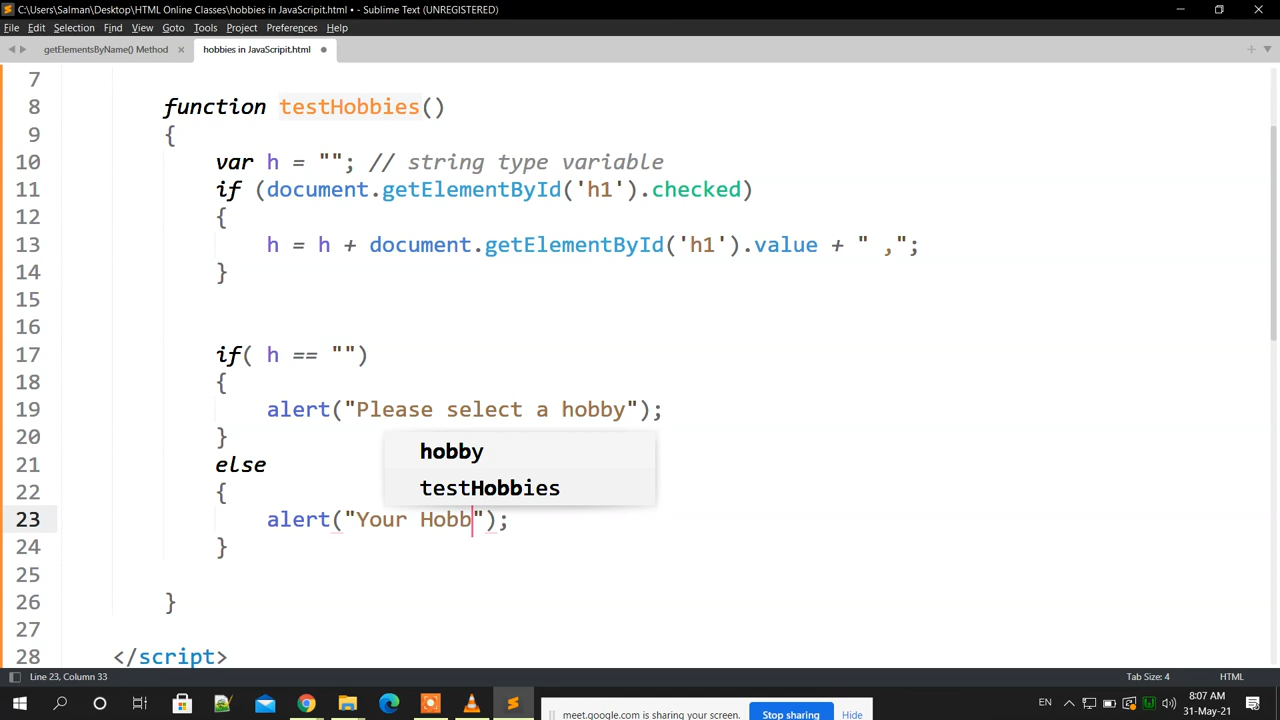 C:\Users\Salman\Desktop\HTML Online Classes\hobbies in JavaScripit.html • - Sublime Text (UNREGISTERED)
File Edit Selection Find View Goto Tools Project Preferences Help
getElementsByName() Method × hobbies in JavaScripit.html
7
8 function testHobbies()
9 {
10 var h = ""; // string type variable
11 if (document.getElementById('h1').checked)
12 {
13 h = h + document.getElementById('h1').value + " ,";
14 }
15
16
17 if( h == "")
18 {
19 alert("Please select a hobby");
20 }
hobby
21 else
testHobbies
22 {
23 alert("Your Hobb");
24 }
25
26 }
27
28 </script>
Line 23, Column 33 Tab Size: 4 HTML
EN 8:07 AM
31-May-21
meet.google.com is sharing your screen. Stop sharing Hide